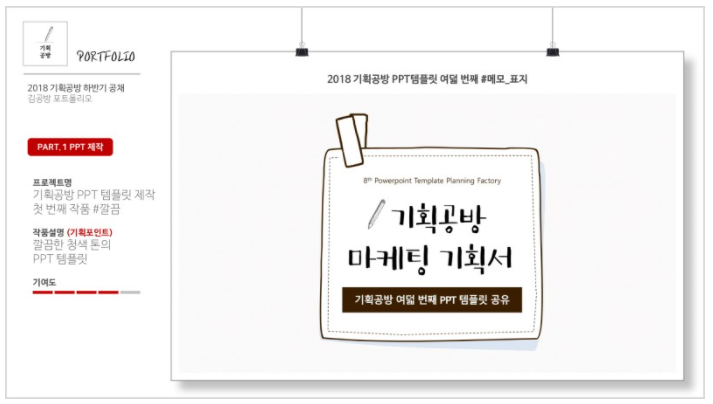 기획
공방
PORTFOLIO
2018 기획공방 하반기 공채
김공방 포트폴리오
PART. 1 PPT 제작
프로젝트명
기획공방 PPT 템플릿 제작
첫 번째 작품 #깔끔
작품설명 (기획포인트)
깔끔한 청색 톤의
PPT 템플릿
기여도
2018 기획공방 PPT템플릿 여덟 번째 #메모_표지
8th Powerpoint Template Planning Factory
기획공방
마케팅 기획서
기획공방 여덟 번째 PPT 템플릿 공유